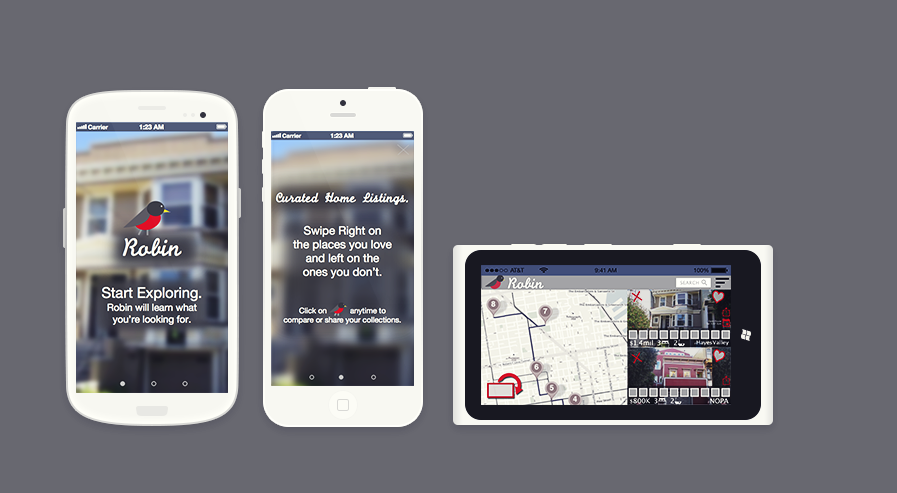 Carrier 1:23 AM
Robin
Start Exploring.
Robin will learn what
you're looking for.
Carrier 1:23 AM
Curated Home Listings.
Swipe Right on
the places you love
and left on the
ones you don't.
Click on anytime to
compare or share your collections.
AT&T 9:41 AM 100%
Robin
SEARCH
8
7
6
5
4
$1.4mil 3 2 -HayesValley
$800K 3 2 -NOPA